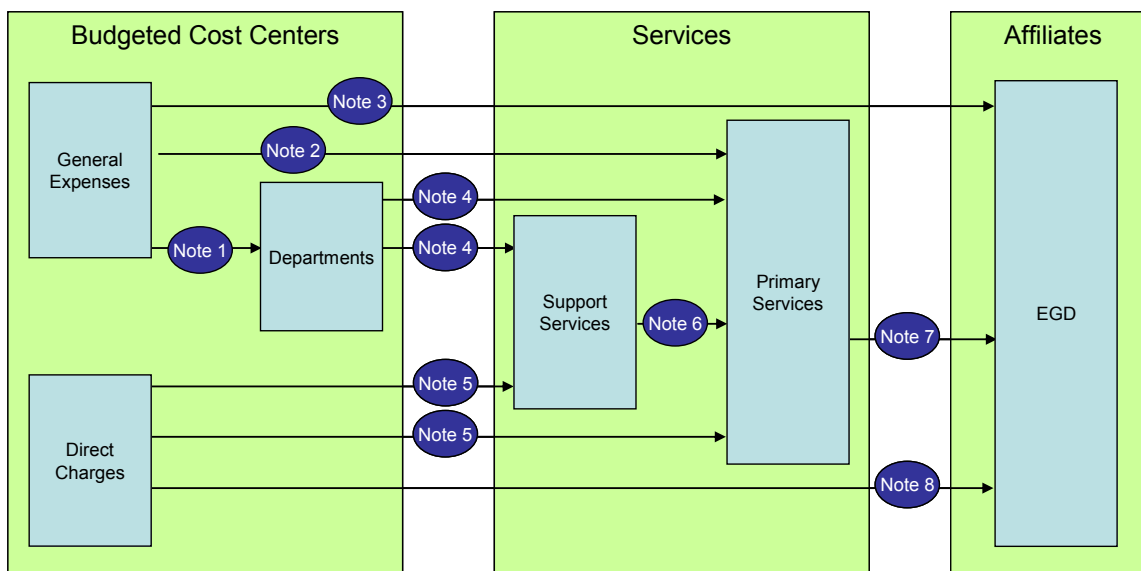 Budgeted Cost Centers
Services
Affiliates
Note 3
General
Expenses
Note 2
Note 4
Note 1
Departments
Note 4
Support
Services
Note 6
Primary
Services
Note 7
EGD
Direct
Charges
Note 5
Note 5
Note 8